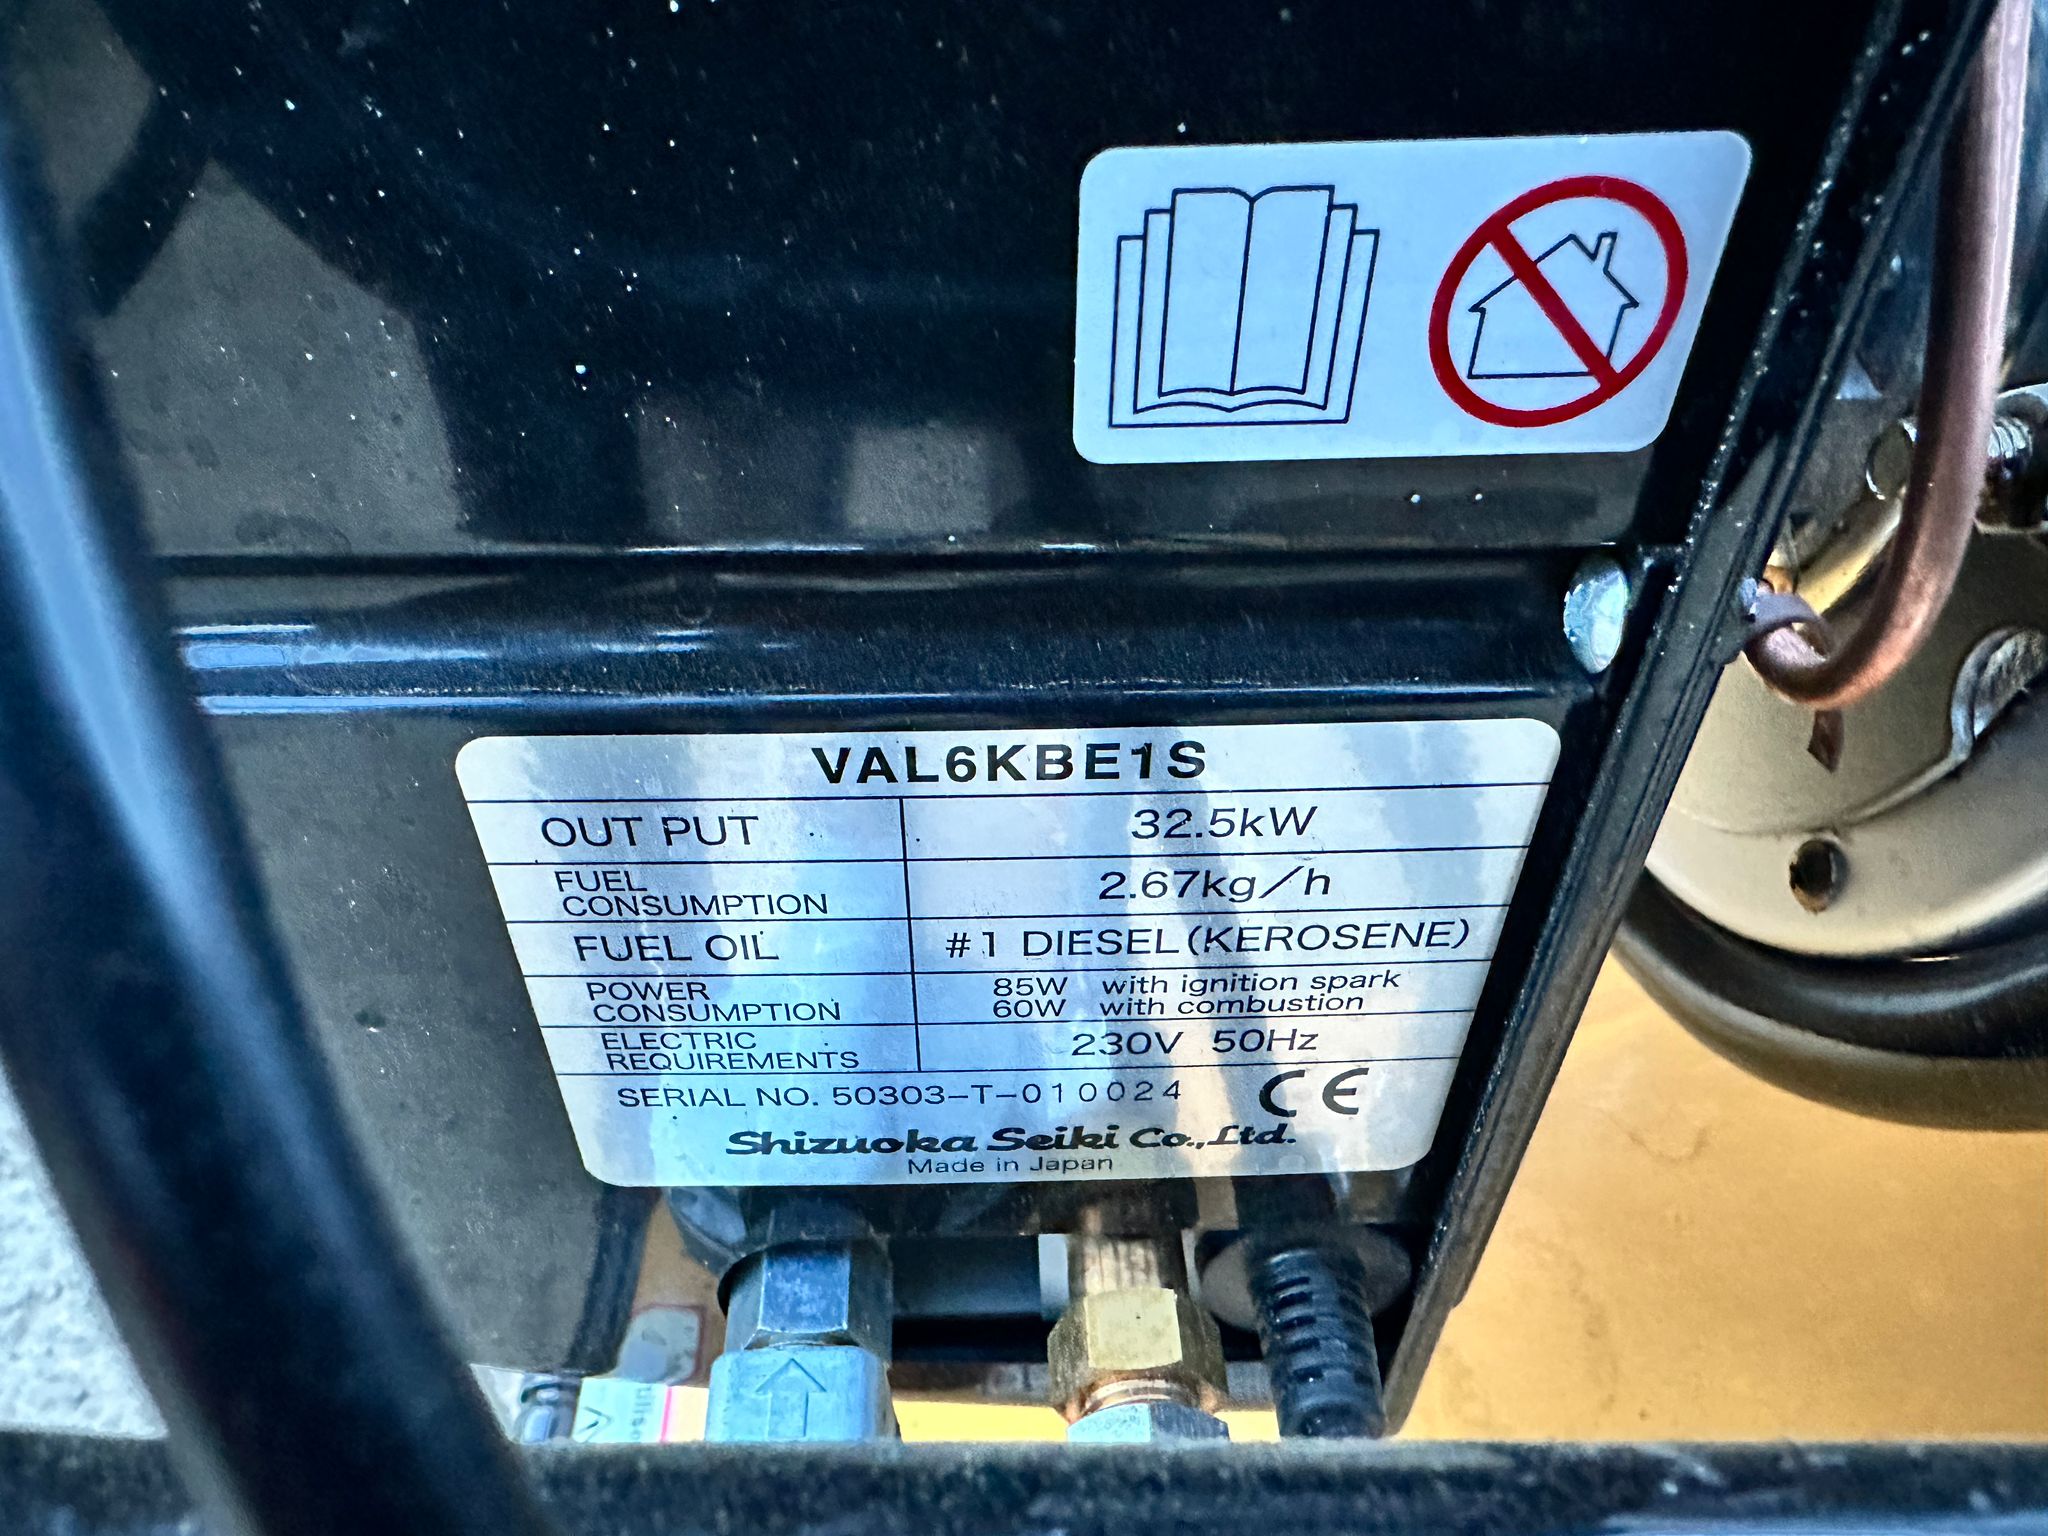 VAL6KBE1S
OUT PUT 32.5kW
FUEL CONSUMPTION 2.67kg/h
FUEL OIL #1 DIESEL(KEROSENE)
POWER CONSUMPTION 85W with ignition spark
60W with combustion
ELECTRIC REQUIREMENTS 230V 50Hz
SERIAL NO. 50303-T-010024 CE
Shizuoka Seiki Co.,Ltd.
Made in Japan